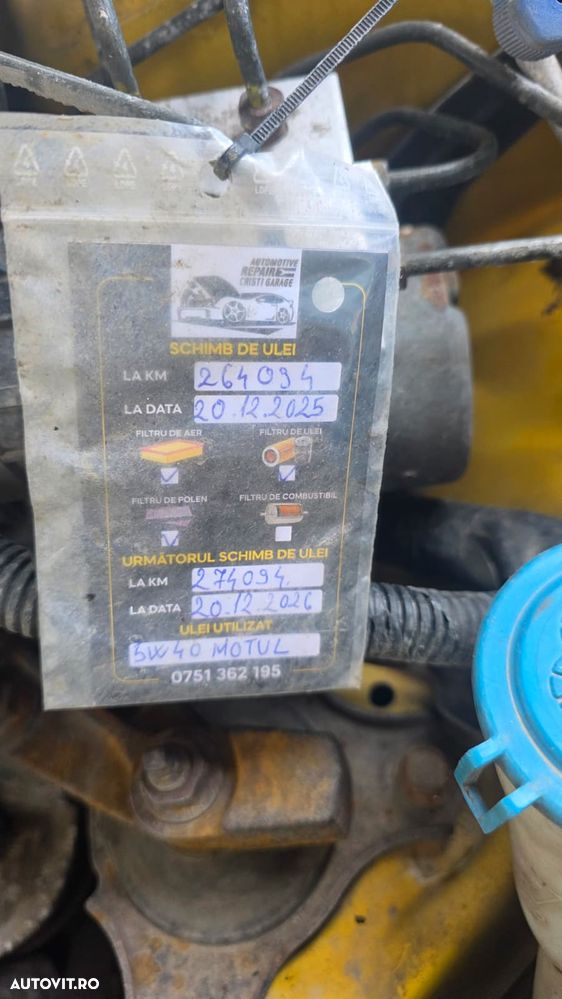 AUTOMOTIVE
REPAIR
CRISTI GARAGE
SCHIMB DE ULEI
LA KM 264094
LA DATA 20.12.2025
FILTRU DE AER FILTRU DE ULEI
FILTRU DE POLEN FILTRU DE COMBUSTIBIL
URMĂTORUL SCHIMB DE ULEI
LA KM 274094
LA DATA 20.12.2026
ULEI UTILIZAT
5W40 MOTUL
0751 362 195
AUTOVIT.RO